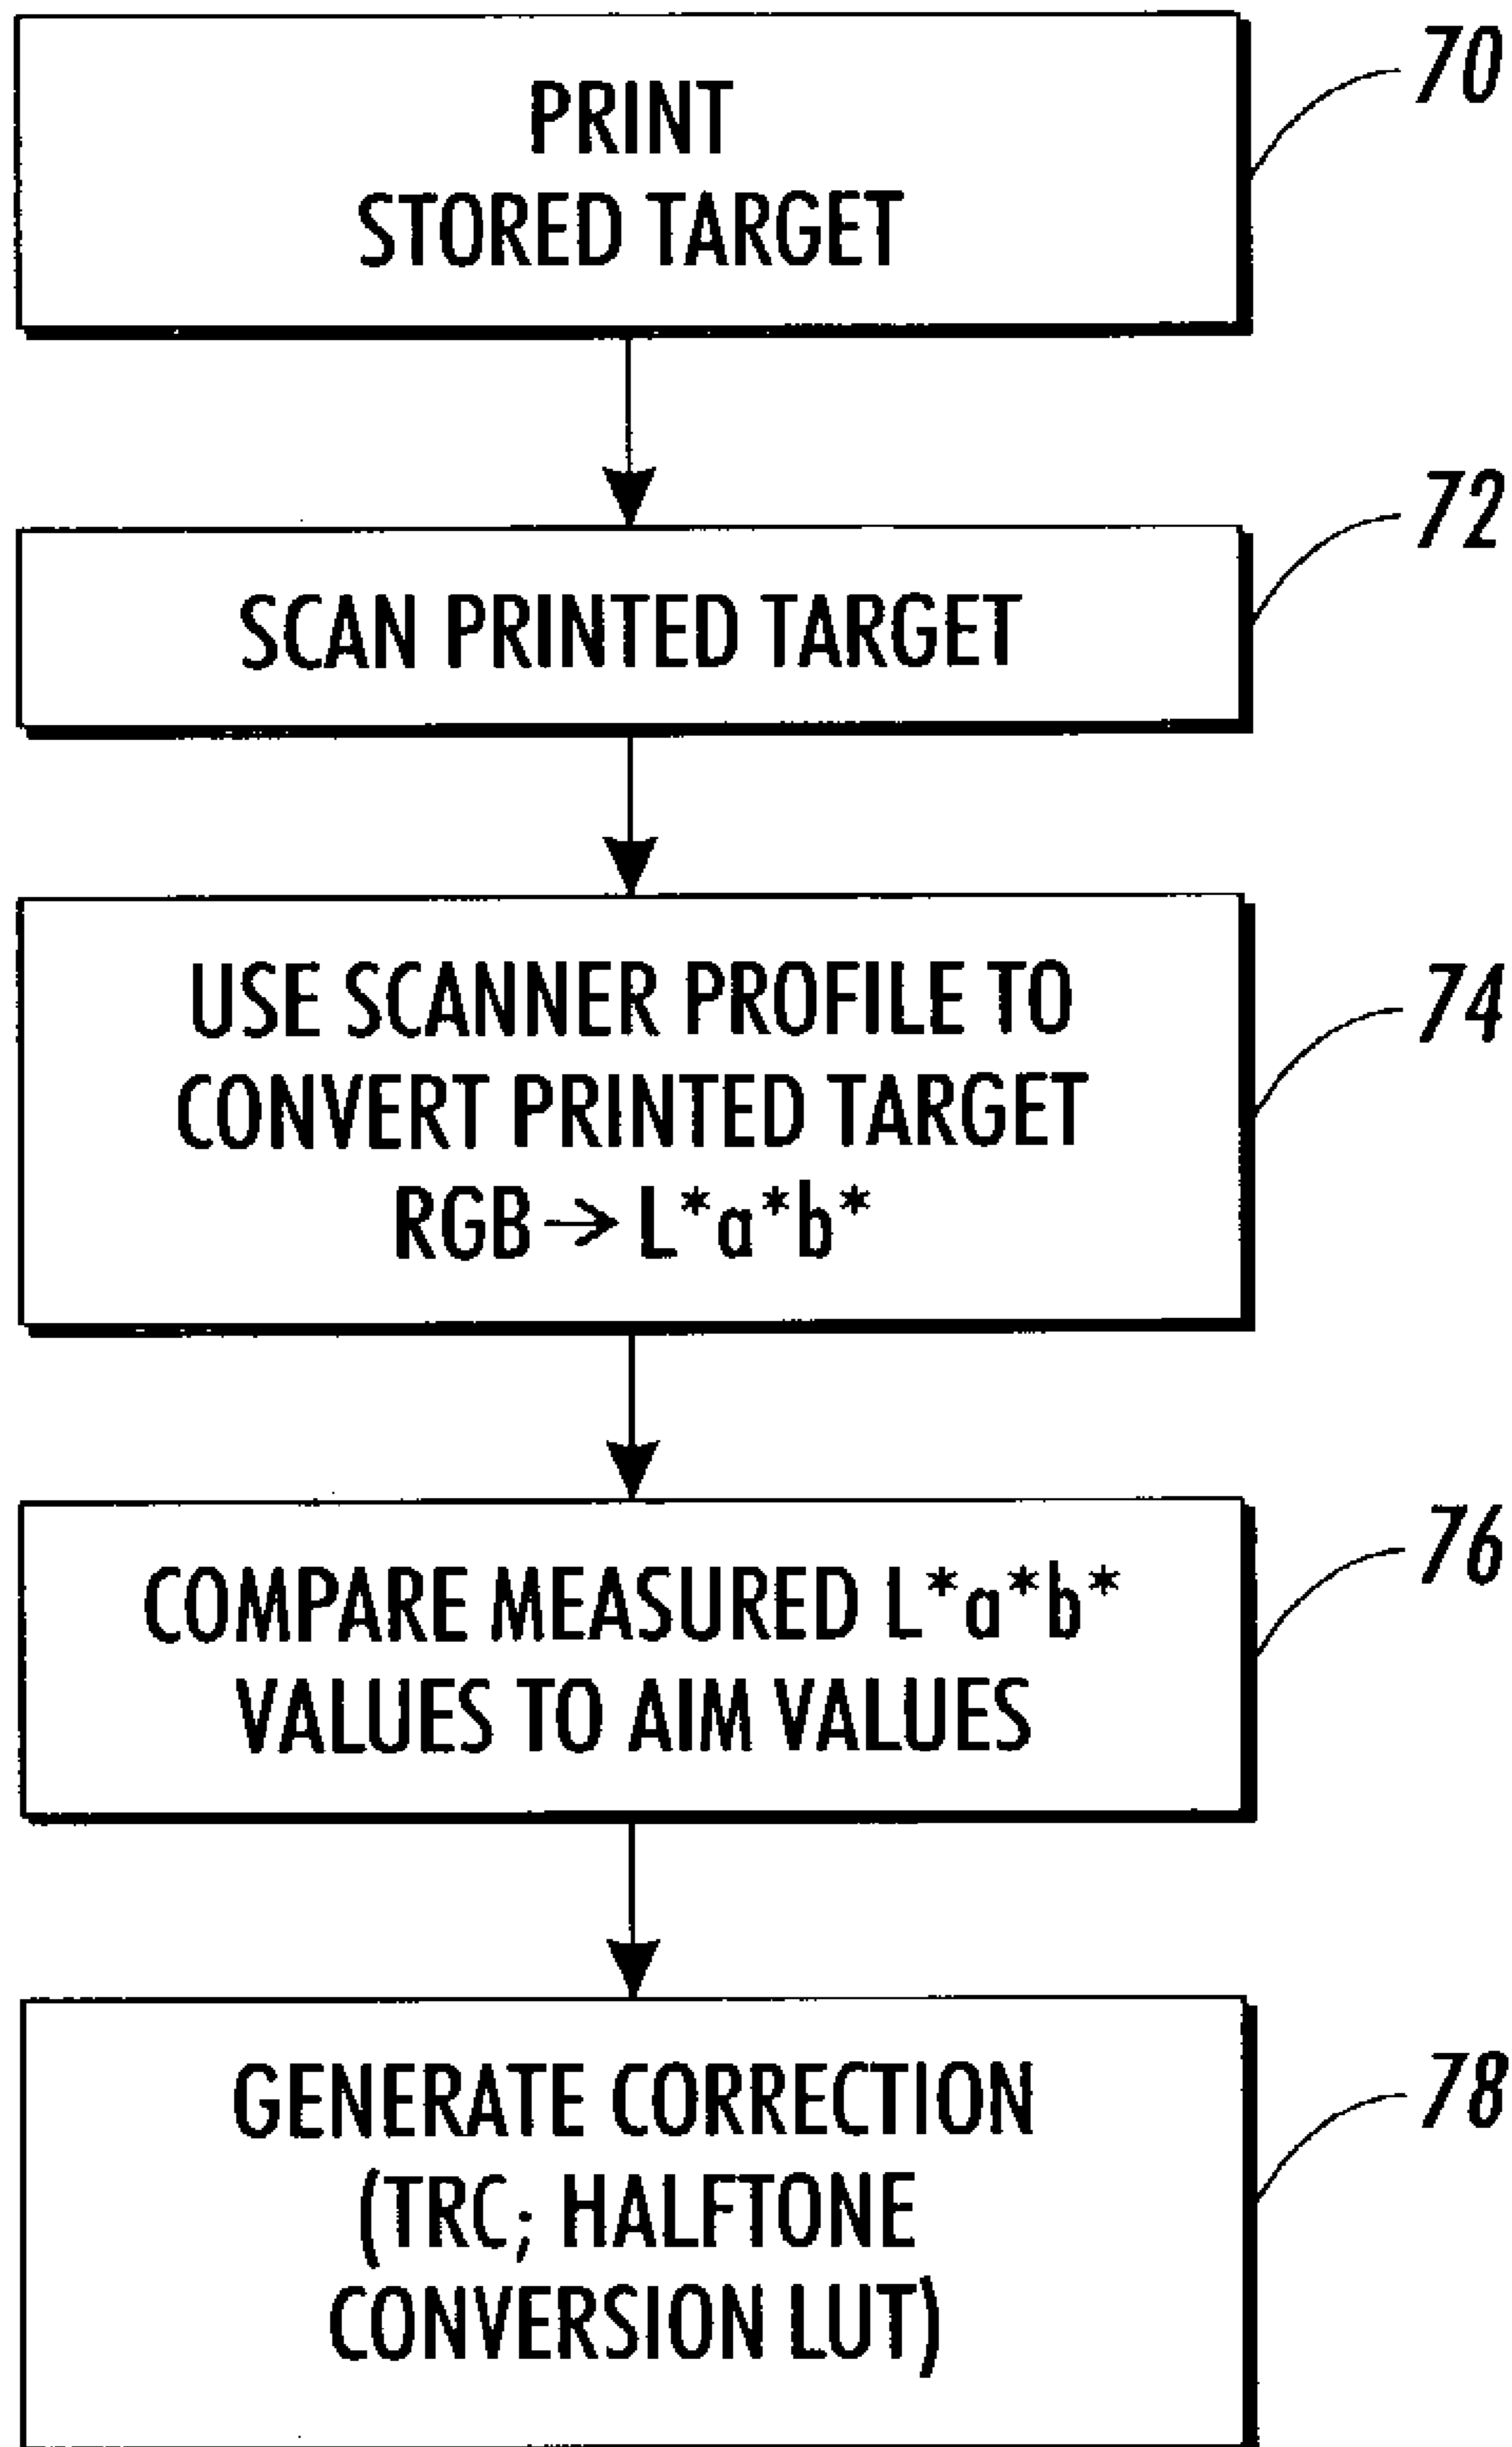 PRINT
STORED TARGET
70
SCAN PRINTED TARGET
72
USE SCANNER PROFILE TO
CONVERT PRINTED TARGET
RGB → L*a*b*
74
COMPARE MEASURED L*a*b*
VALUES TO AIM VALUES
76
GENERATE CORRECTION
(TRC; HALFTONE
CONVERSION LUT)
78